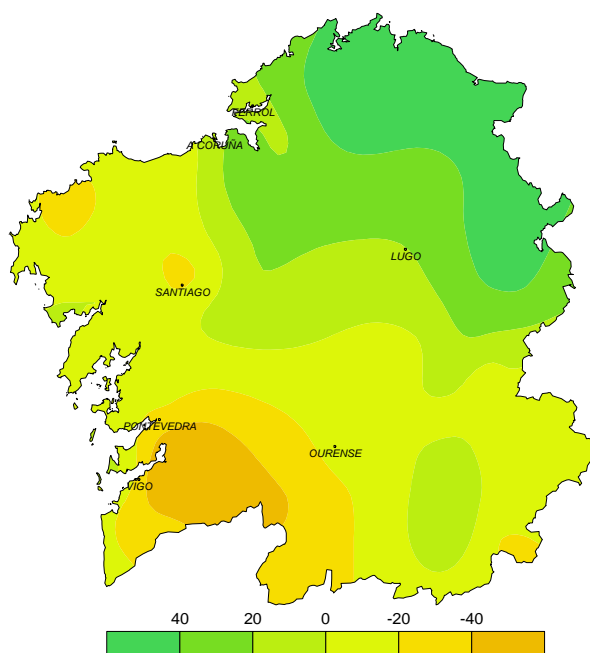 FERROL
A CORUÑA
LUGO
SANTIAGO
PONTEVEDRA
OURENSE
VIGO
40 20 0 -20 -40